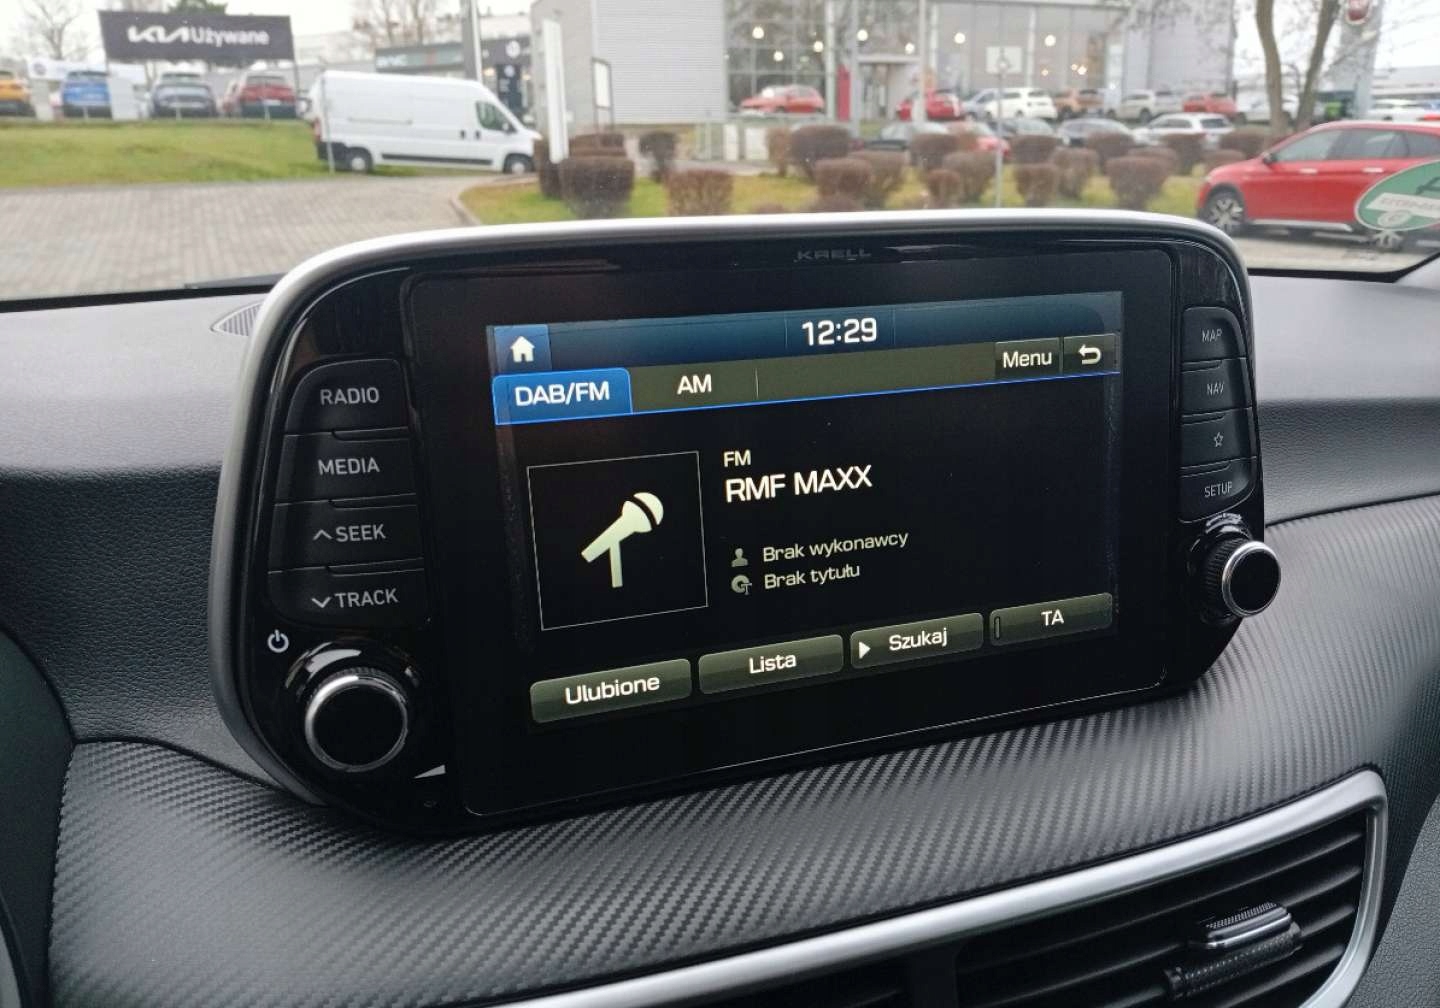 KIA Używane
KRELL
12:29
DAB/FM
AM
Menu
FM
RMF MAXX
Brak wykonawcy
Brak tytułu
Ulubione
Lista
Szukaj
TA
RADIO
MEDIA
SEEK
TRACK
MAP
NAV
SETUP